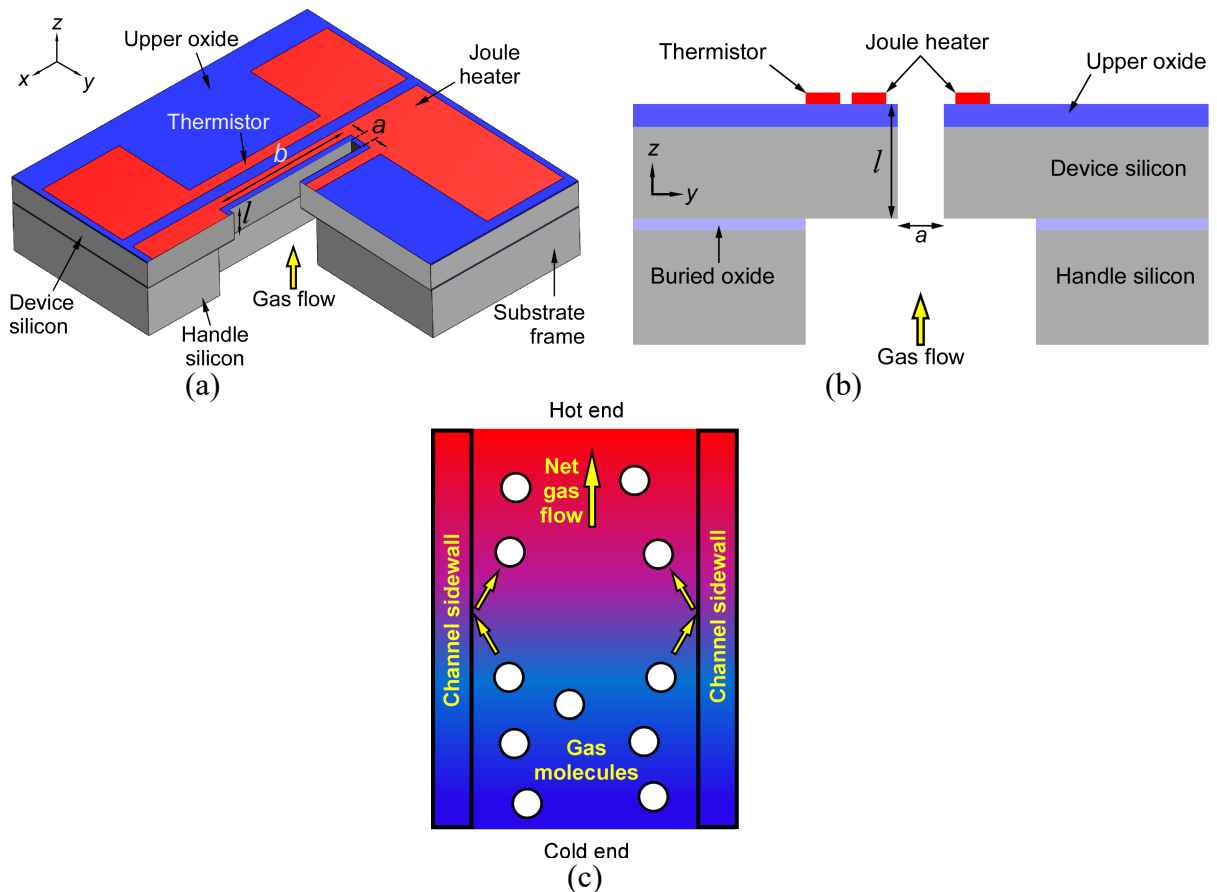 z
x
y
Upper oxide
Joule
heater
Thermistor
a
b
l
Device
silicon
Handle
silicon
Gas flow
Substrate
frame
(a)
Thermistor
Joule heater
Upper oxide
z
y
l
Device silicon
a
Buried oxide
Handle silicon
Gas flow
(b)
Hot end
Net
gas
flow
Channel sidewall
Channel sidewall
Gas
molecules
Cold end
(c)